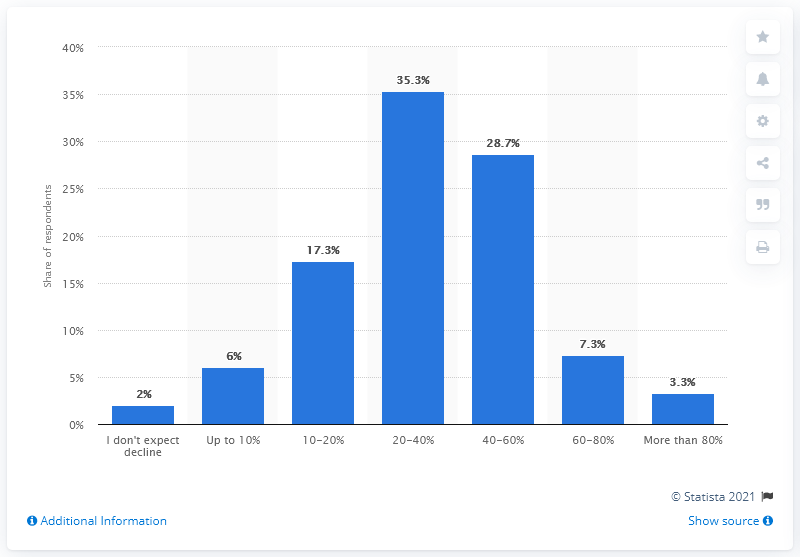 40%
35.3%
35%
30%
28.7%
25%
20%
17.3%
15%
10%
7.3%
6%
5%
3.3%
2%
0%
Share of respondents
I don't expect
decline
Up to 10%
10–20%
20–40%
40–60%
60–80%
More than 80%
© Statista 2021
Additional Information
Show source